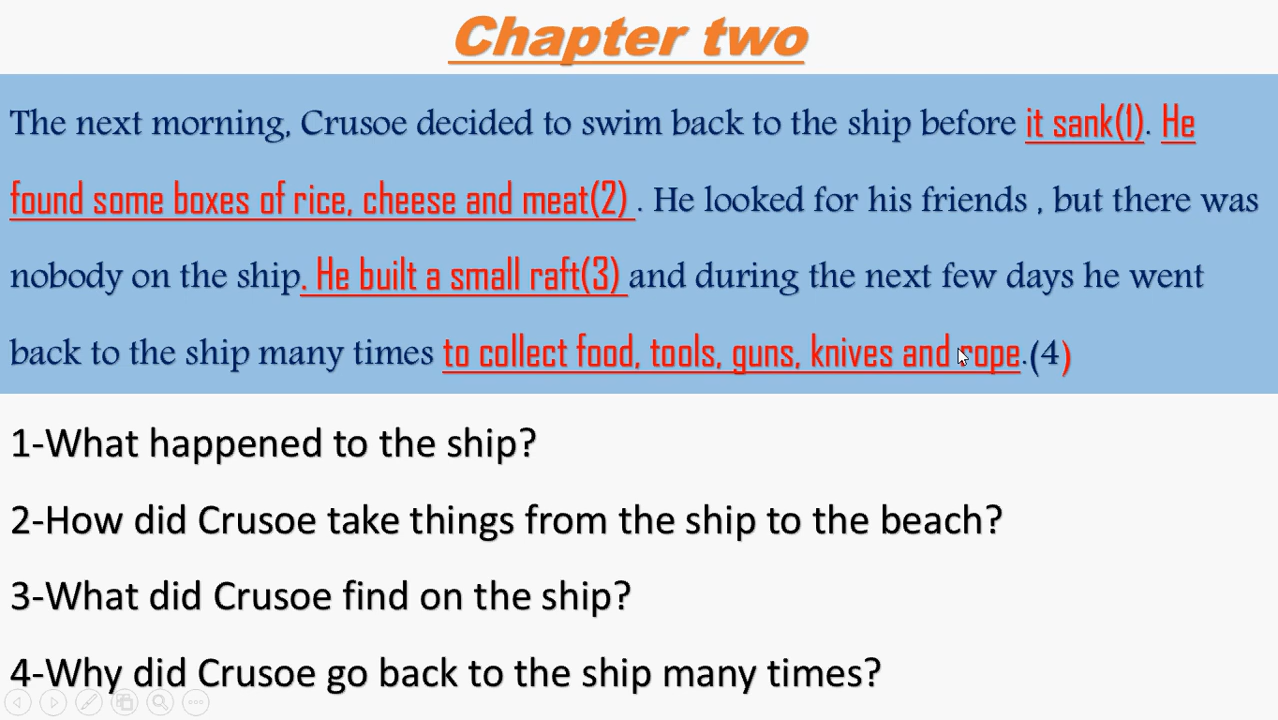 Chapter two
The next morning, Crusoe decided to swim back to the ship before it sank(1). He
found some boxes of rice, cheese and meat(2) . He looked for his friends , but there was
nobody on the ship. He built a small raft(3) and during the next few days he went
back to the ship many times to collect food, tools, guns, knives and rope.(4)
1-What happened to the ship?
2-How did Crusoe take things from the ship to the beach?
3-What did Crusoe find on the ship?
4-Why did Crusoe go back to the ship many times?